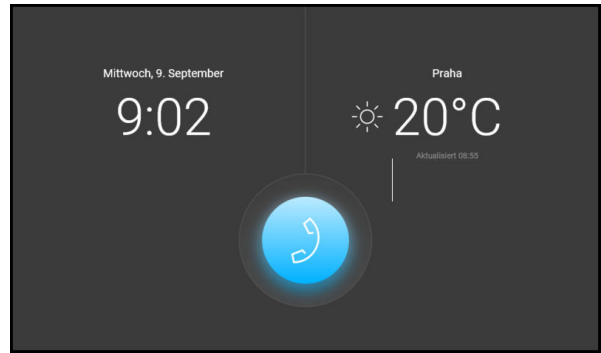 Mittwoch, 9. September
9:02
Praha
20°C
Aktualisiert 08:55